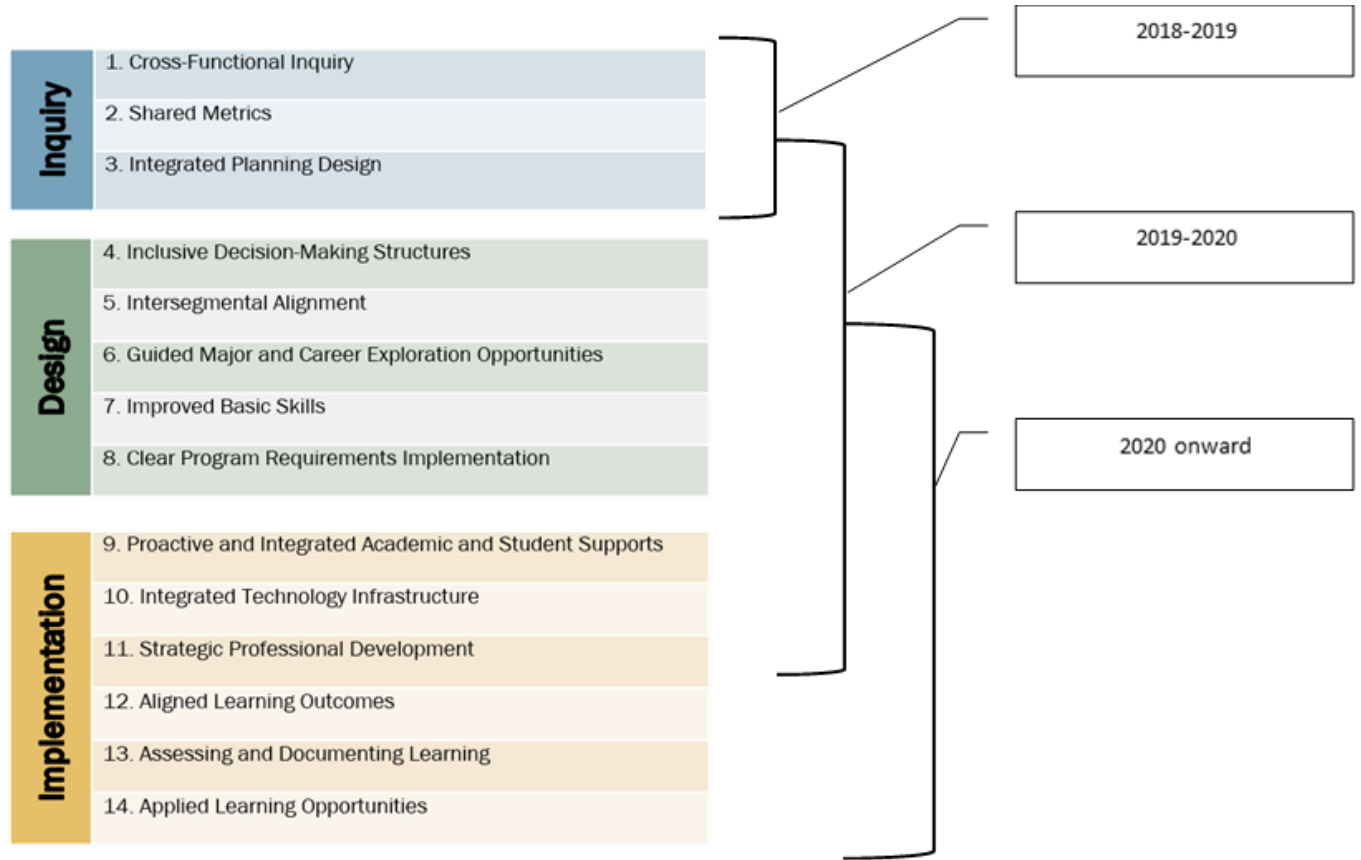 Inquiry
1. Cross-Functional Inquiry
2. Shared Metrics
3. Integrated Planning Design
Design
4. Inclusive Decision-Making Structures
5. Intersegmental Alignment
6. Guided Major and Career Exploration Opportunities
7. Improved Basic Skills
8. Clear Program Requirements Implementation
Implementation
9. Proactive and Integrated Academic and Student Supports
10. Integrated Technology Infrastructure
11. Strategic Professional Development
12. Aligned Learning Outcomes
13. Assessing and Documenting Learning
14. Applied Learning Opportunities
2018-2019
2019-2020
2020 onward